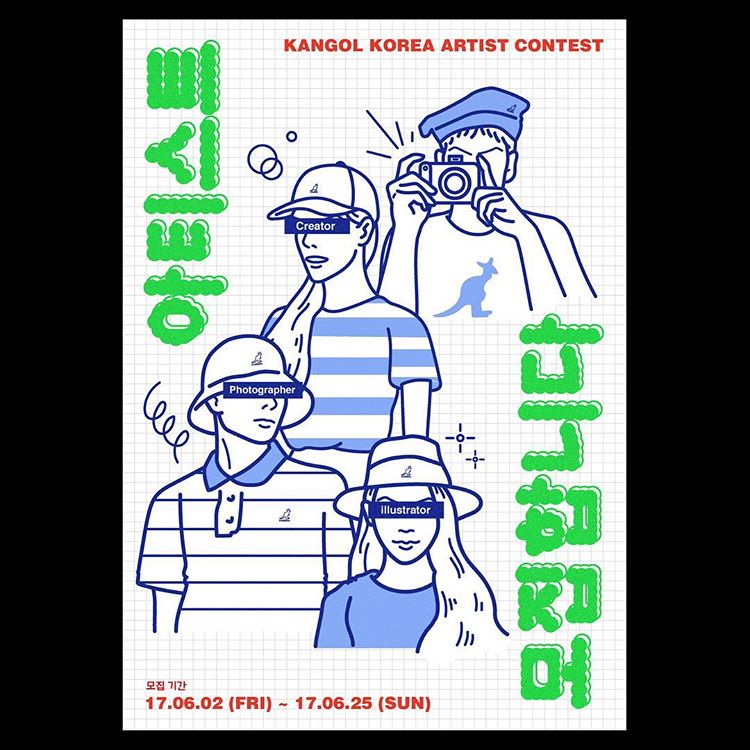 KANGOL KOREA ARTIST CONTEST
아티스트
모집합니다
Creator
Photographer
illustrator
모집 기간
17.06.02 (FRI) ~ 17.06.25 (SUN)